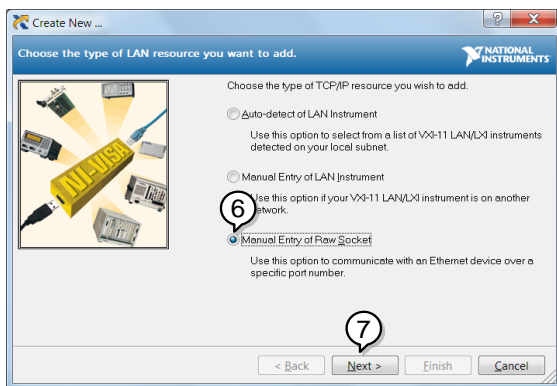 Create New ...
?
X
Choose the type of LAN resource you want to add.
NATIONAL
INSTRUMENTS
Choose the type of TCP/IP resource you wish to add.
Auto-detect of LAN Instrument
Use this option to select from a list of VXI-11 LAN/LXI instruments
detected on your local subnet.
Manual Entry of LAN Instrument
Use this option if your VXI-11 LAN/LXI instrument is on another
network.
6
Manual Entry of Raw Socket
Use this option to communicate with an Ethernet device over a
specific port number.
NI-VISA
7
< Back
Next >
Finish
Cancel